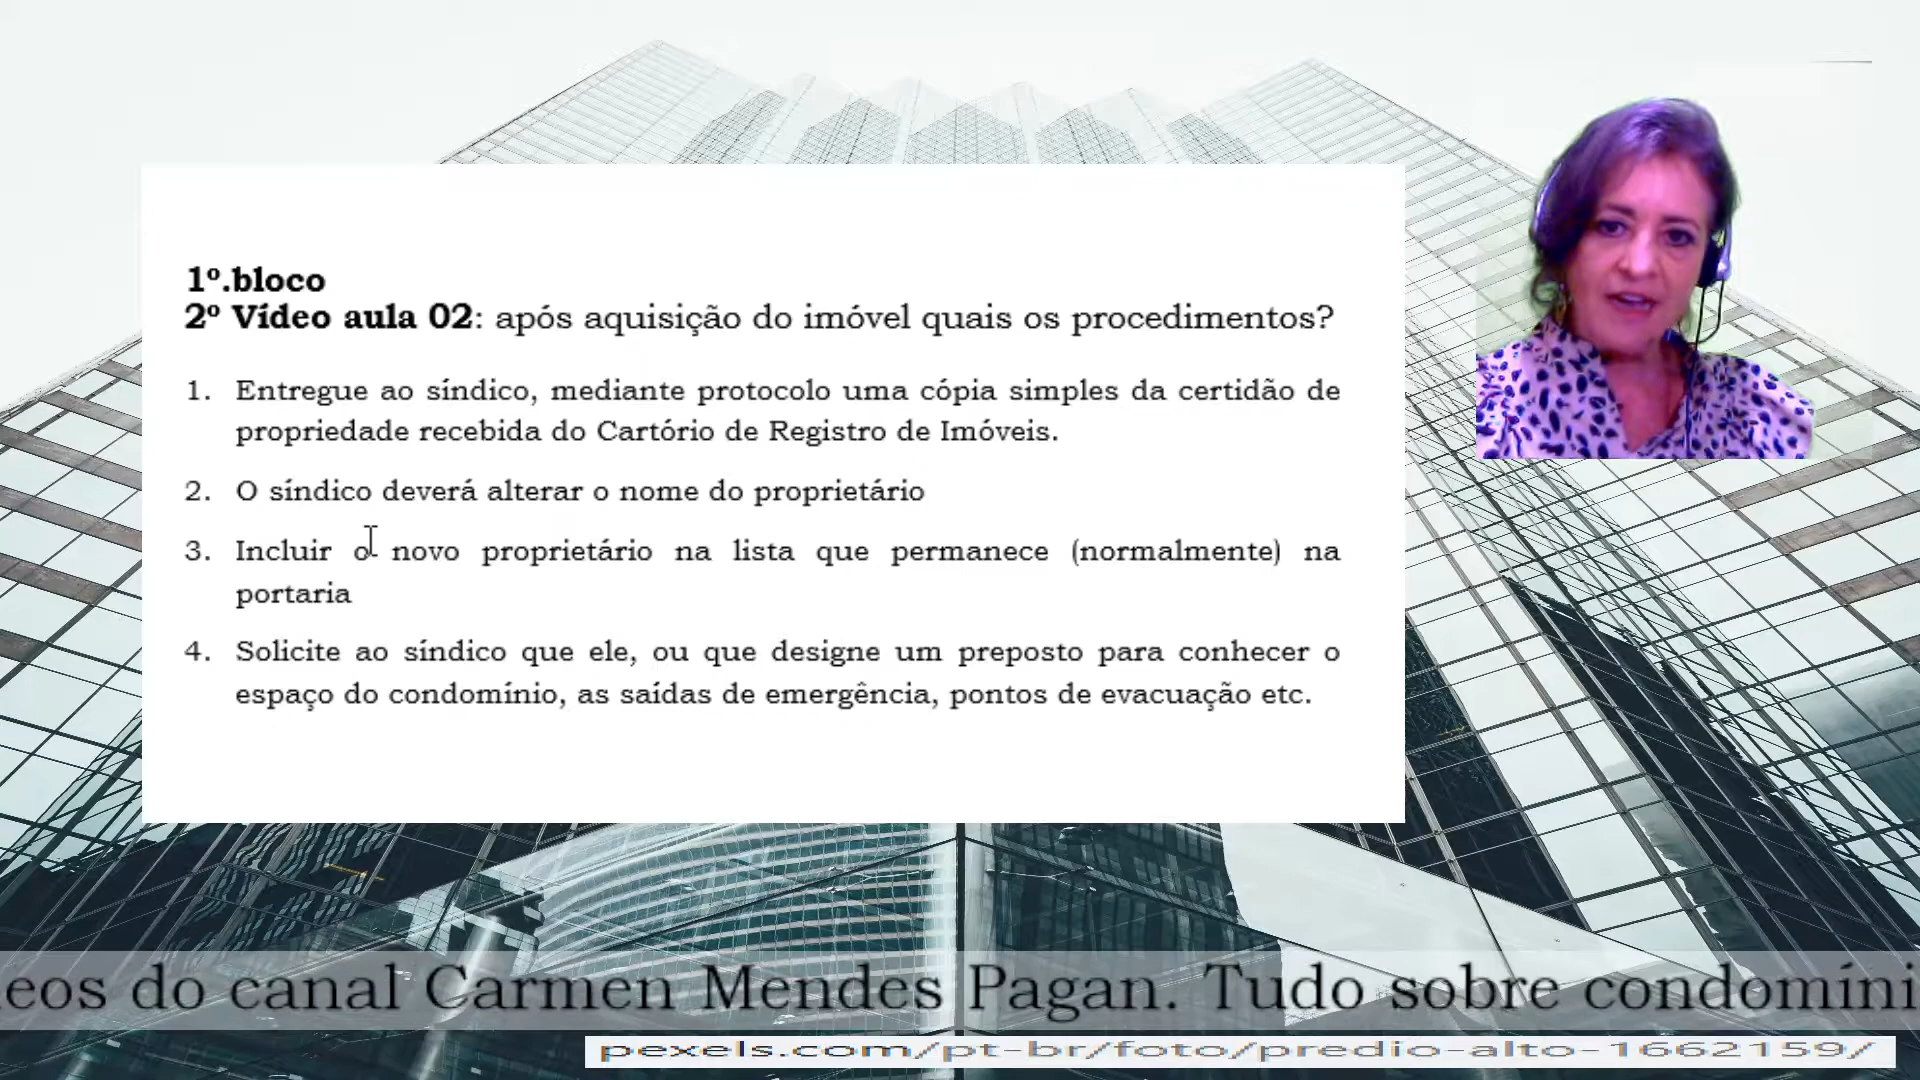 1º.bloco
2º Vídeo aula 02: após aquisição do imóvel quais os procedimentos?
1. Entregue ao síndico, mediante protocolo uma cópia simples da certidão de
propriedade recebida do Cartório de Registro de Imóveis.
2. O síndico deverá alterar o nome do proprietário
3. Incluir o novo proprietário na lista que permanece (normalmente) na
portaria
4. Solicite ao síndico que ele, ou que designe um preposto para conhecer o
espaço do condomínio, as saídas de emergência, pontos de evacuação etc.
eos do canal Carmen Mendes Pagan. Tudo sobre condomíni
pexels.com/pt-br/foto/predio-alto-1662159/